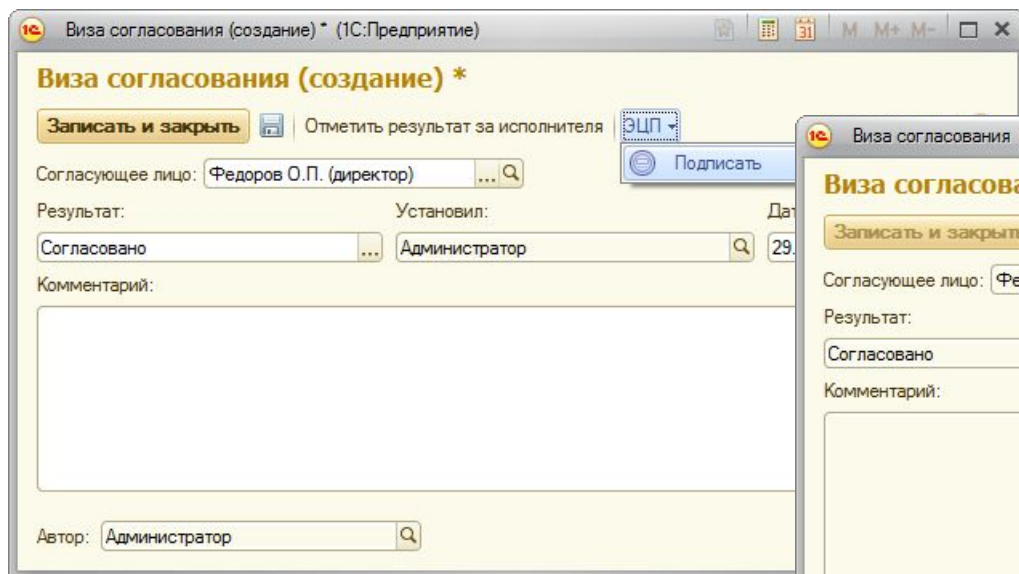 Виза согласования (создание) * (1С:Предприятие)
31 M M+ M-
Виза согласования (создание) *
Записать и закрыть Отметить результат за исполнителя ЭЦП
Подписать
Согласующее лицо: Федоров О.П. (директор) ...
Результат: Установил:
Согласовано ... Администратор 29.
Комментарий:
Автор: Администратор
Виза согласования
Виза согласова
Записать и закрыть
Согласующее лицо: Фе
Результат:
Согласовано
Комментарий: